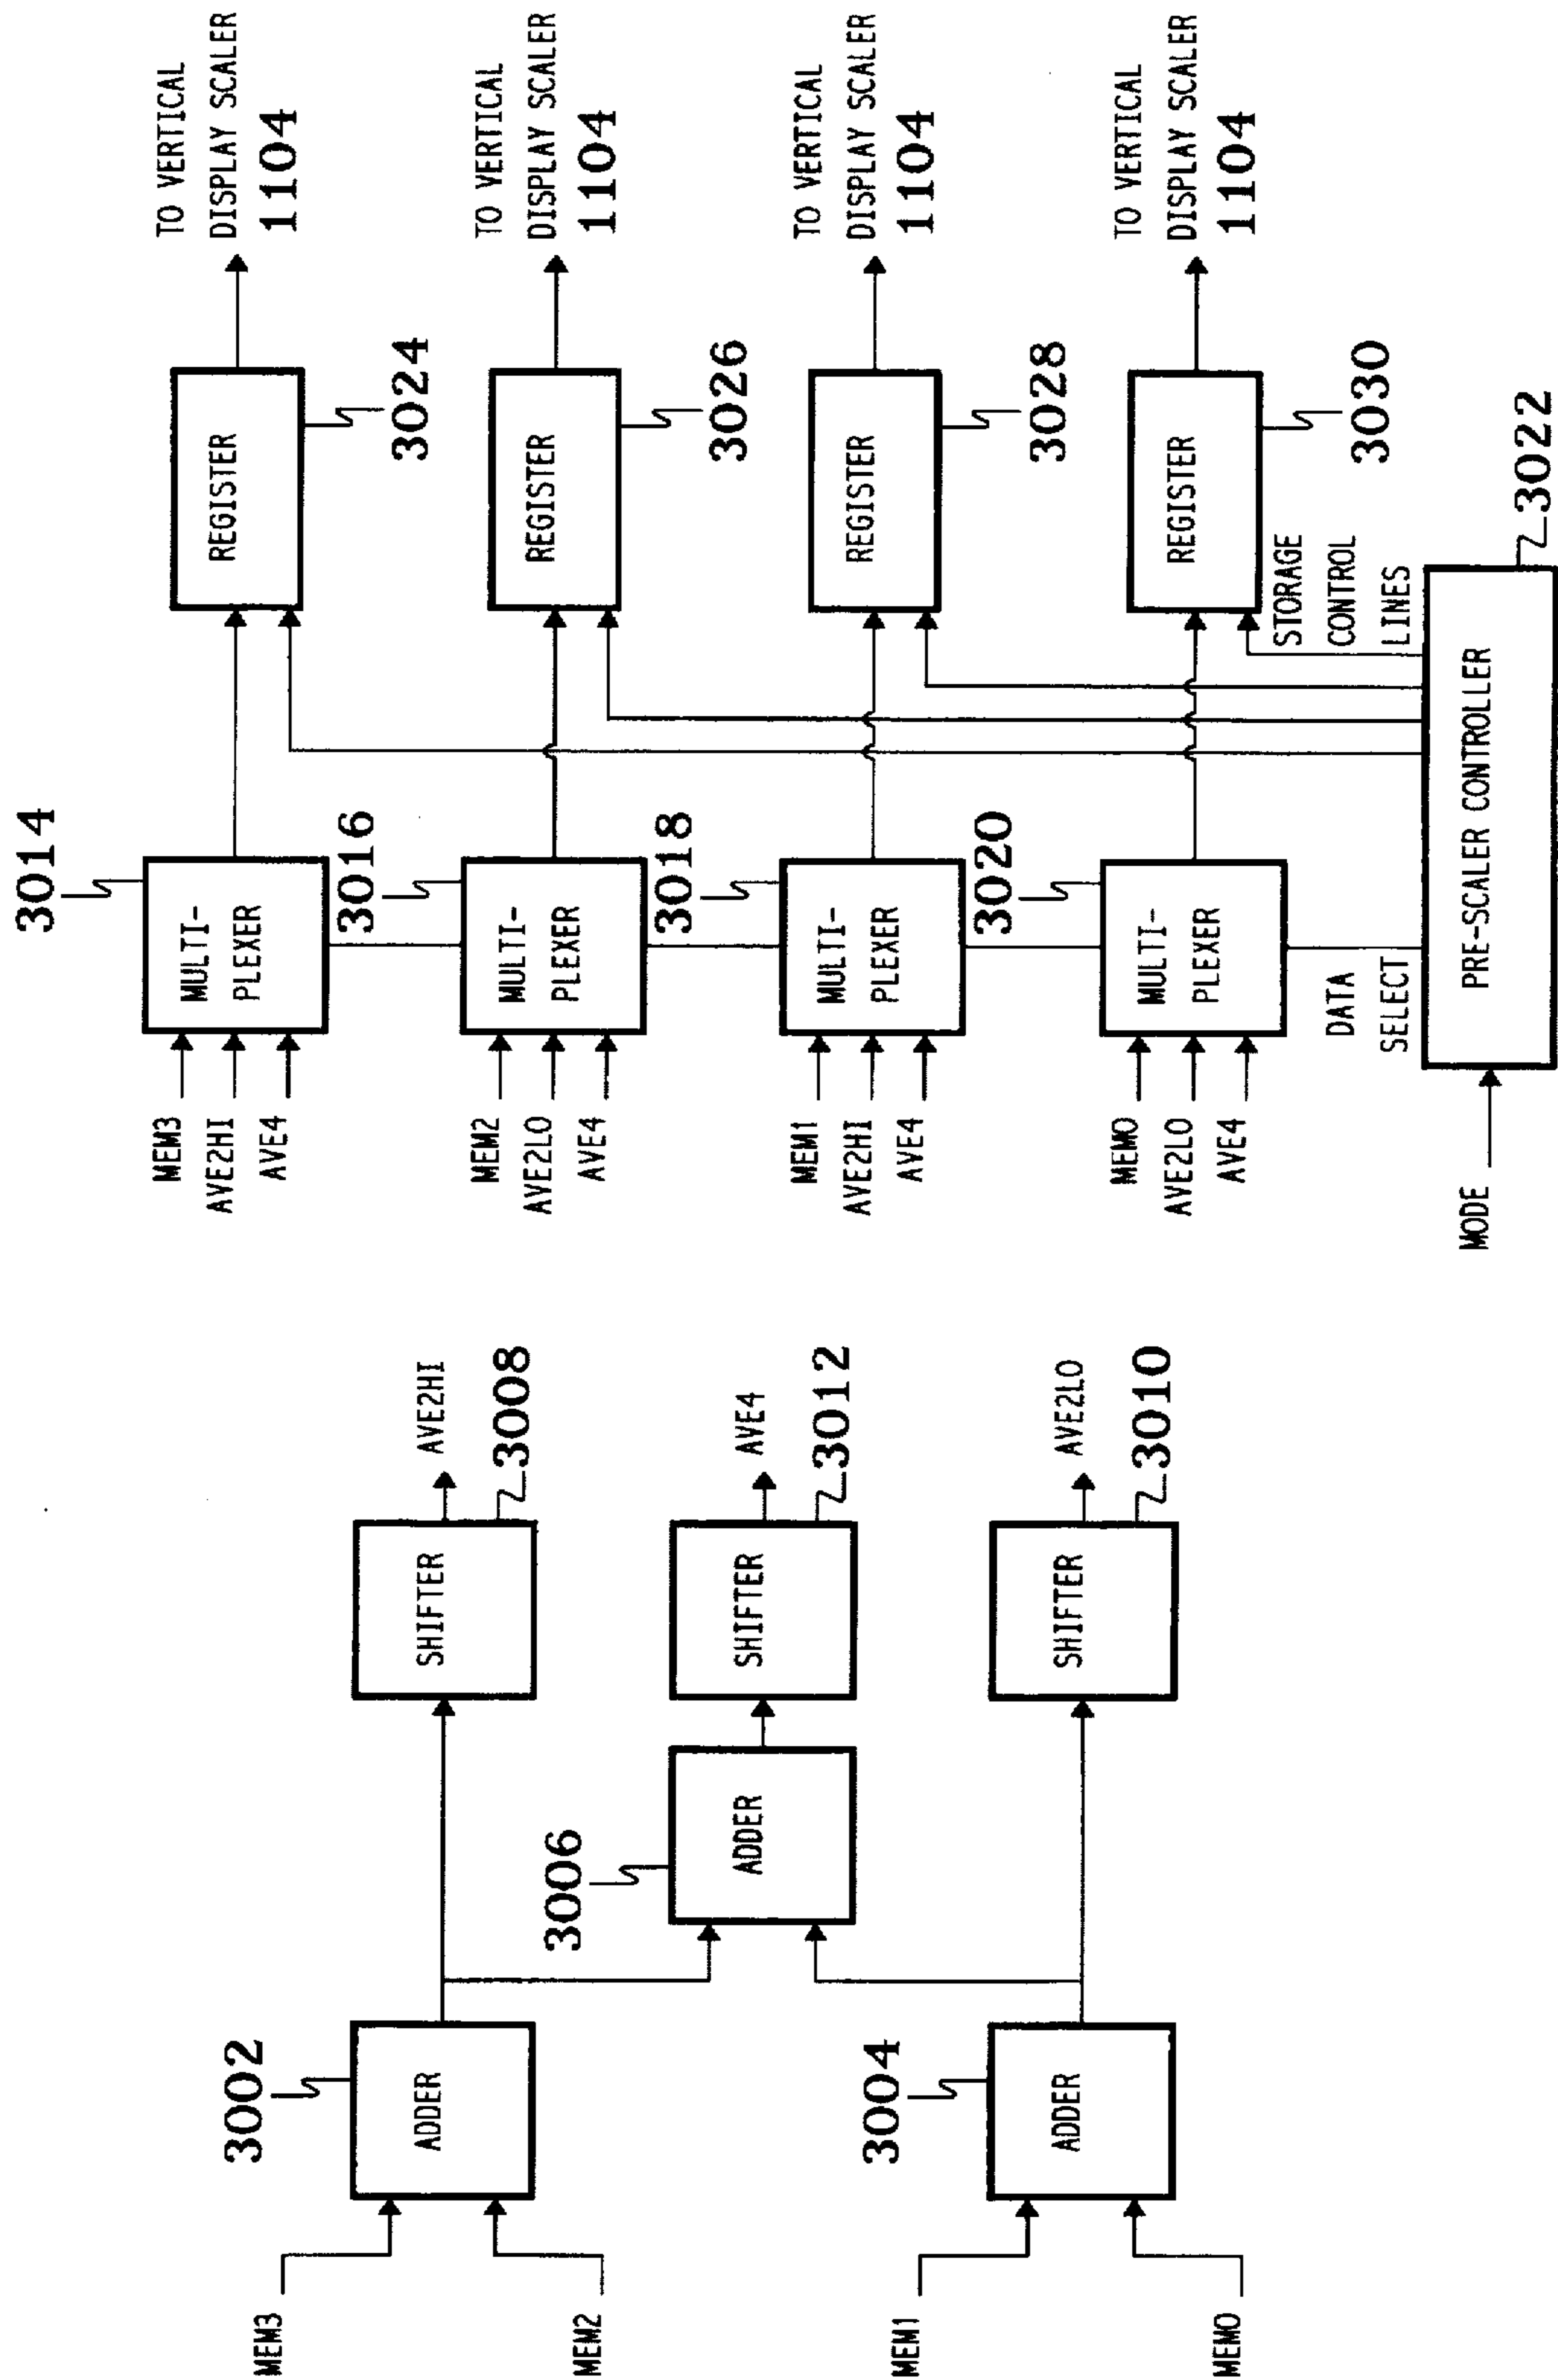 MEM3
MEM2
3002
ADDER
SHIFTER
AVE2HI
3008
3006
ADDER
SHIFTER
AVE4
3012
MEM1
MEM0
3004
ADDER
SHIFTER
AVE2LO
3010
3014
MEM3
AVE2HI
AVE4
MULTI-
PLEXER
REGISTER
3024
TO VERTICAL
DISPLAY SCALER
1104
3016
MEM2
AVE2LO
AVE4
MULTI-
PLEXER
REGISTER
3026
TO VERTICAL
DISPLAY SCALER
1104
3018
MEM1
AVE2HI
AVE4
MULTI-
PLEXER
REGISTER
3028
TO VERTICAL
DISPLAY SCALER
1104
3020
MEM0
AVE2LO
AVE4
MULTI-
PLEXER
REGISTER
3030
TO VERTICAL
DISPLAY SCALER
1104
DATA
SELECT
STORAGE
CONTROL
LINES
MODE
PRE-SCALER CONTROLLER
3022